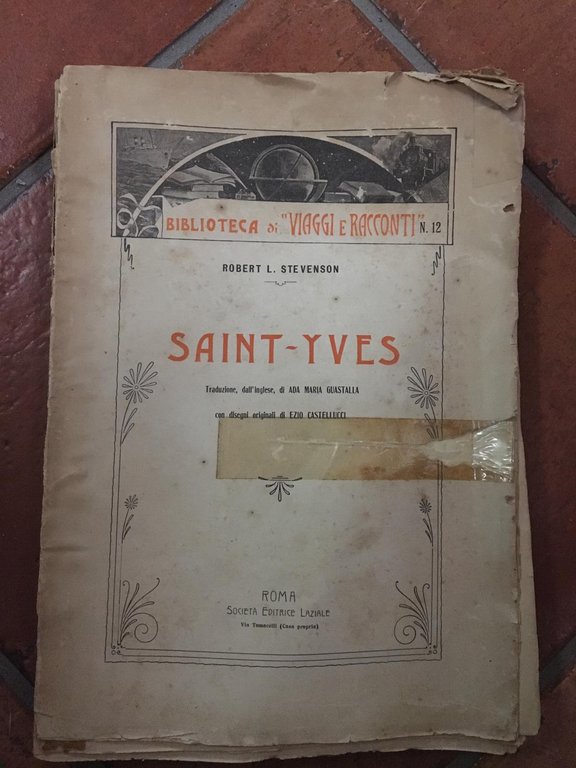 BIBLIOTECA di "VIAGGI E RACCONTI" N. 12
ROBERT L. STEVENSON
SAINT-YVES
Traduzione, dall'inglese, di ADA MARIA GUASTALLA
con disegni originali di EZIO CASTELLUCCI
ROMA
SOCIETÀ EDITRICE LAZIALE
Via Tomacelli (Casa propria)